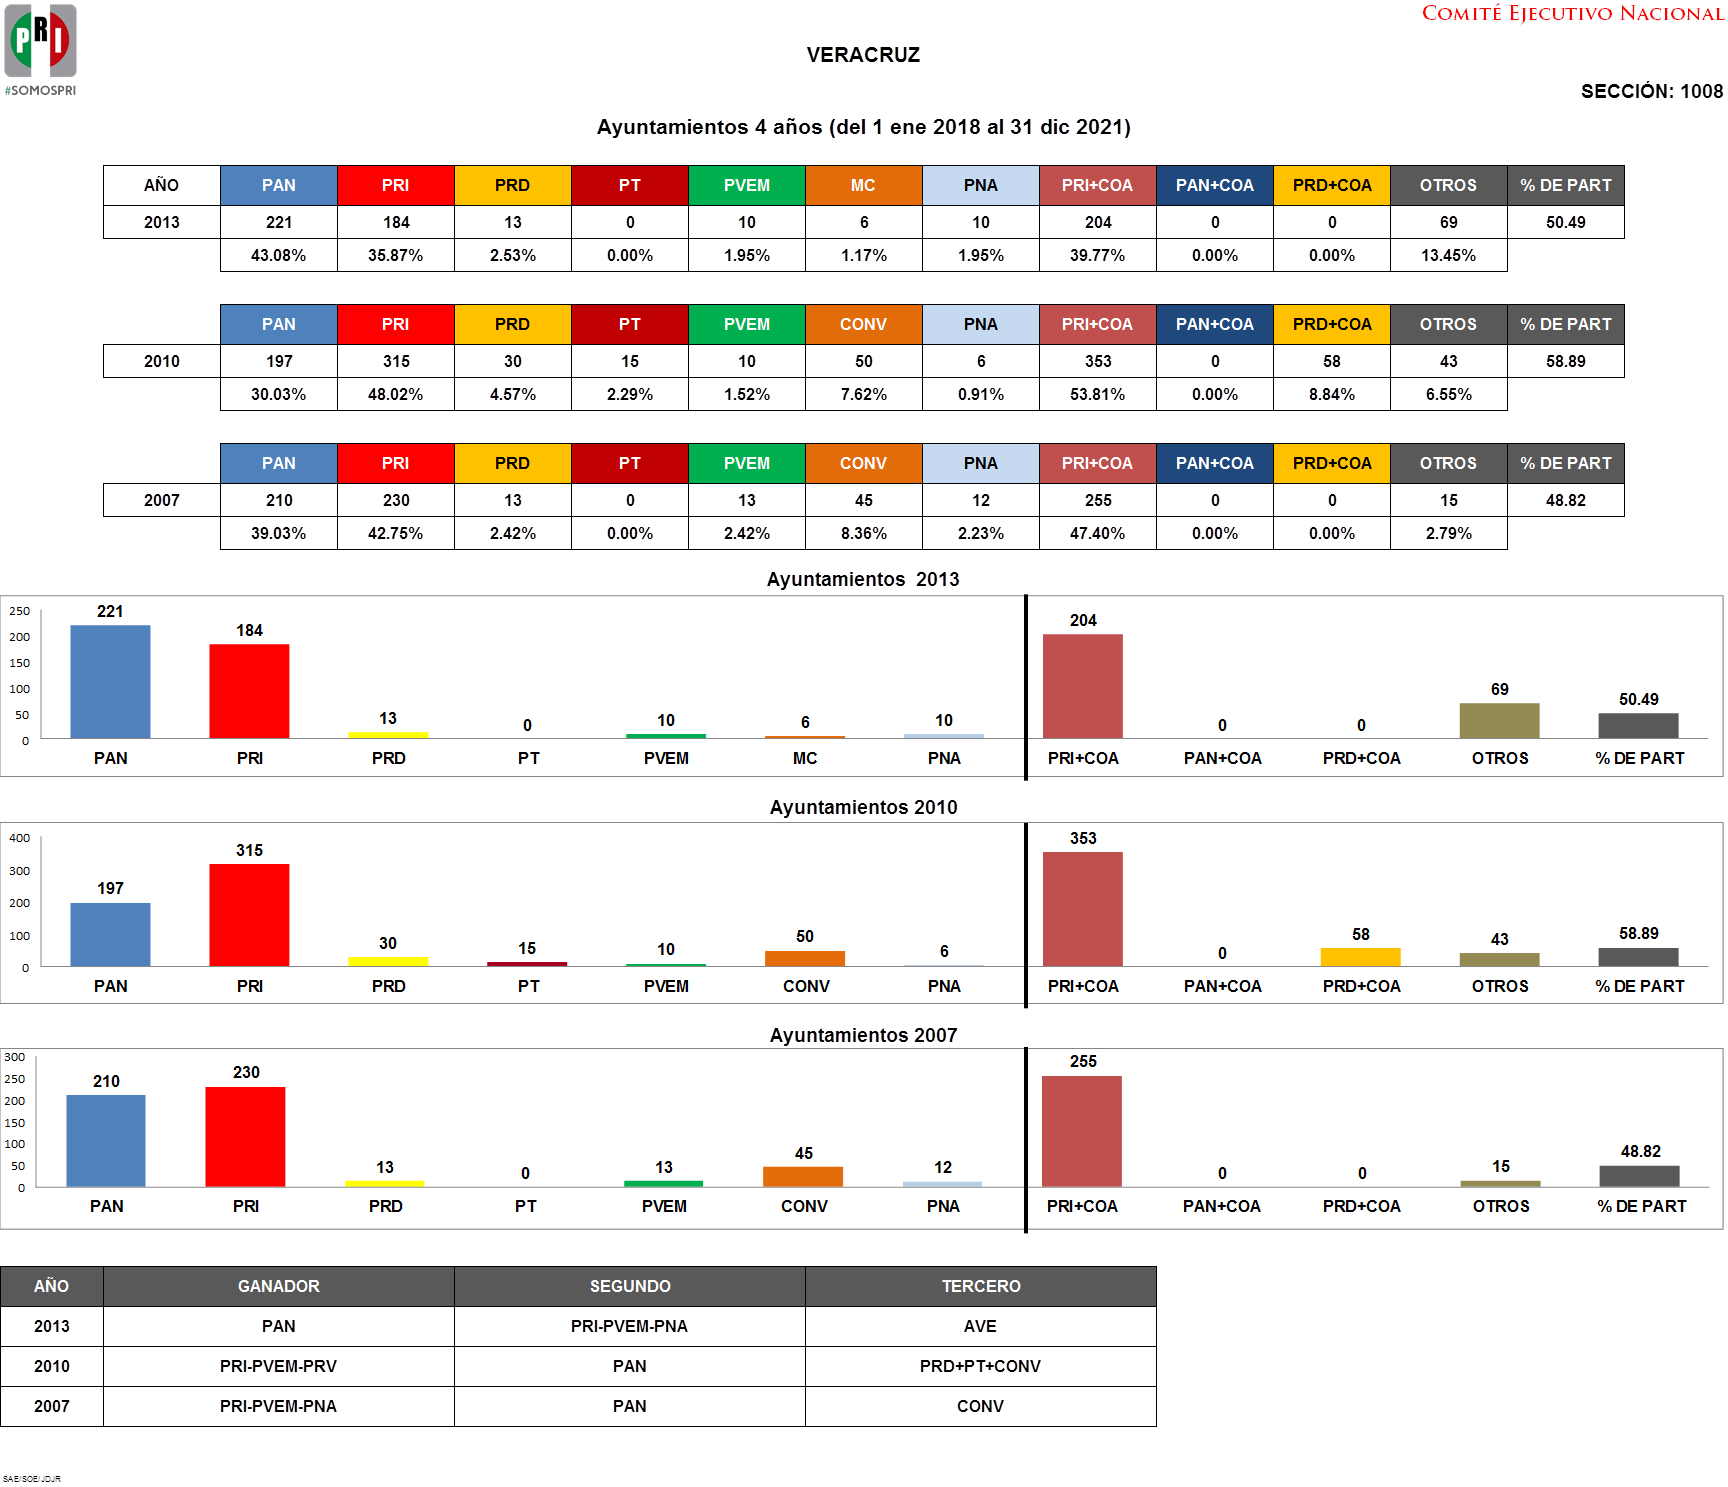 PRI
#SOMOSPRI
COMITÉ EJECUTIVO NACIONAL
VERACRUZ
SECCIÓN: 1008
Ayuntamientos 4 años (del 1 ene 2018 al 31 dic 2021)
AÑO PAN PRI PRD PT PVEM MC PNA PRI+COA PAN+COA PRD+COA OTROS % DE PART
2013 221 184 13 0 10 6 10 204 0 0 69 50.49
43.08% 35.87% 2.53% 0.00% 1.95% 1.17% 1.95% 39.77% 0.00% 0.00% 13.45%
PAN PRI PRD PT PVEM CONV PNA PRI+COA PAN+COA PRD+COA OTROS % DE PART
2010 197 315 30 15 10 50 6 353 0 58 43 58.89
30.03% 48.02% 4.57% 2.29% 1.52% 7.62% 0.91% 53.81% 0.00% 8.84% 6.55%
PAN PRI PRD PT PVEM CONV PNA PRI+COA PAN+COA PRD+COA OTROS % DE PART
2007 210 230 13 0 13 45 12 255 0 0 15 48.82
39.03% 42.75% 2.42% 0.00% 2.42% 8.36% 2.23% 47.40% 0.00% 0.00% 2.79%
Ayuntamientos 2013
250
200
150
100
50
0
221 184 13 0 10 6 10 204 0 0 69 50.49
PAN PRI PRD PT PVEM MC PNA PRI+COA PAN+COA PRD+COA OTROS % DE PART
Ayuntamientos 2010
400
300
200
100
0
197 315 30 15 10 50 6 353 0 58 43 58.89
PAN PRI PRD PT PVEM CONV PNA PRI+COA PAN+COA PRD+COA OTROS % DE PART
Ayuntamientos 2007
300
250
200
150
100
50
0
210 230 13 0 13 45 12 255 0 0 15 48.82
PAN PRI PRD PT PVEM CONV PNA PRI+COA PAN+COA PRD+COA OTROS % DE PART
AÑO GANADOR SEGUNDO TERCERO
2013 PAN PRI-PVEM-PNA AVE
2010 PRI-PVEM-PRV PAN PRD+PT+CONV
2007 PRI-PVEM-PNA PAN CONV
SAE/SOE/JDJR